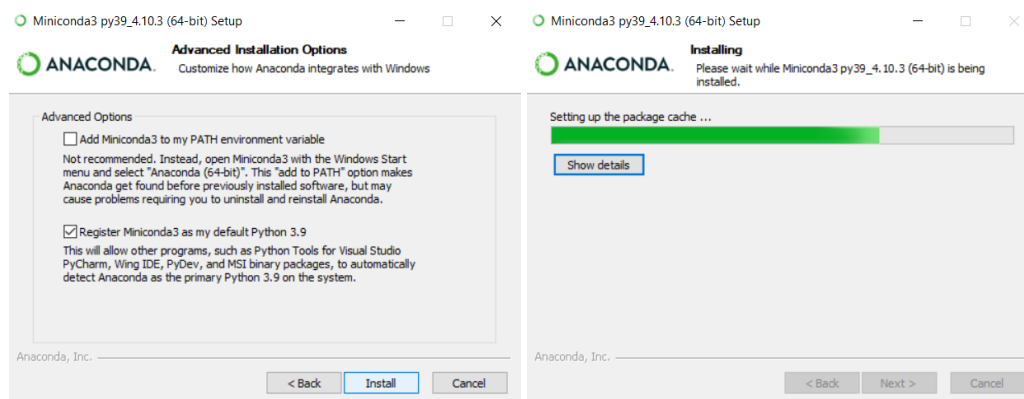 Miniconda3 py39_4.10.3 (64-bit) Setup
ANACONDA.
Advanced Installation Options
Customize how Anaconda integrates with Windows
Advanced Options
Add Miniconda3 to my PATH environment variable
Not recommended. Instead, open Miniconda3 with the Windows Start
menu and select "Anaconda (64-bit)". This "add to PATH" option makes
Anaconda get found before previously installed software, but may
cause problems requiring you to uninstall and reinstall Anaconda.
Register Miniconda3 as my default Python 3.9
This will allow other programs, such as Python Tools for Visual Studio
PyCharm, Wing IDE, PyDev, and MSI binary packages, to automatically
detect Anaconda as the primary Python 3.9 on the system.
Anaconda, Inc.
< Back
Install
Cancel
Miniconda3 py39_4.10.3 (64-bit) Setup
ANACONDA.
Installing
Please wait while Miniconda3 py39_4.10.3 (64-bit) is being
installed.
Setting up the package cache ...
Show details
Anaconda, Inc.
< Back
Next >
Cancel